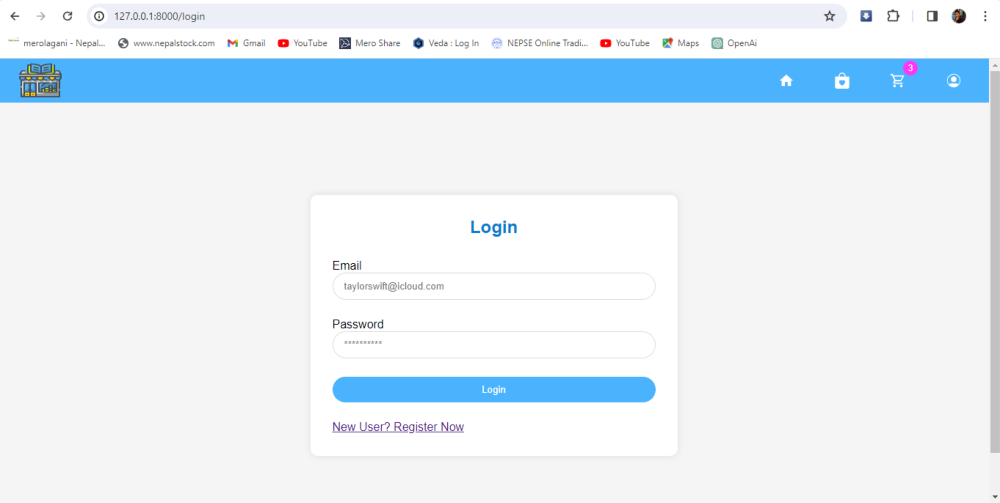 127.0.0.1:8000/login
merolagani - Nepal... www.nepalstock.com Gmail YouTube Mero Share Veda : Log In NEPSE Online Tradi... YouTube Maps OpenAi
3
Login
Email
taylorswift@icloud.com
Password
**********
Login
New User? Register Now